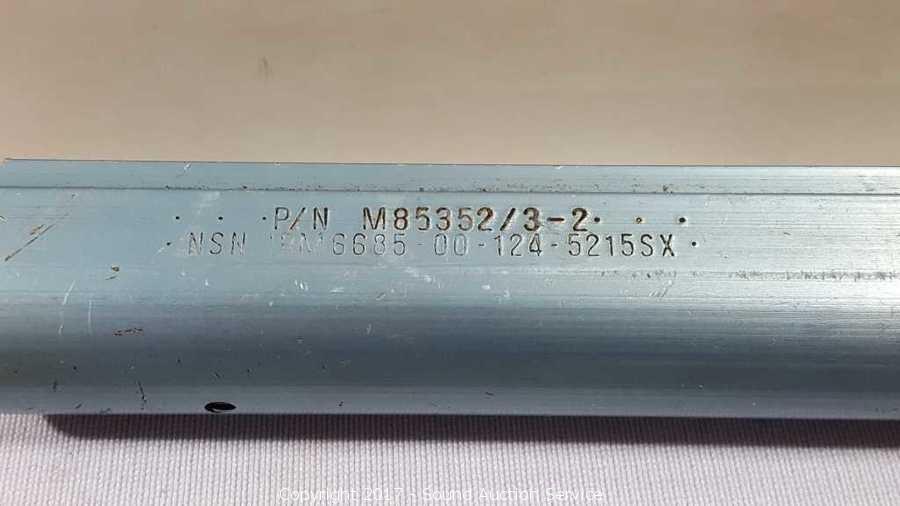 P/N M85352/3-2
NSN 6685-00-124-5215SX
Copyright 2017 - Sound Auction Service